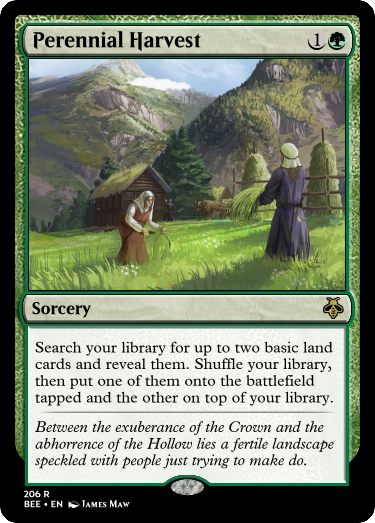 Perennial Harvest 1
Sorcery
Search your library for up to two basic land
cards and reveal them. Shuffle your library,
then put one of them onto the battlefield
tapped and the other on top of your library.
Between the exuberance of the Crown and the
abhorrence of the Hollow lies a fertile landscape
speckled with people just trying to make do.
206 R
BEE • EN James Maw